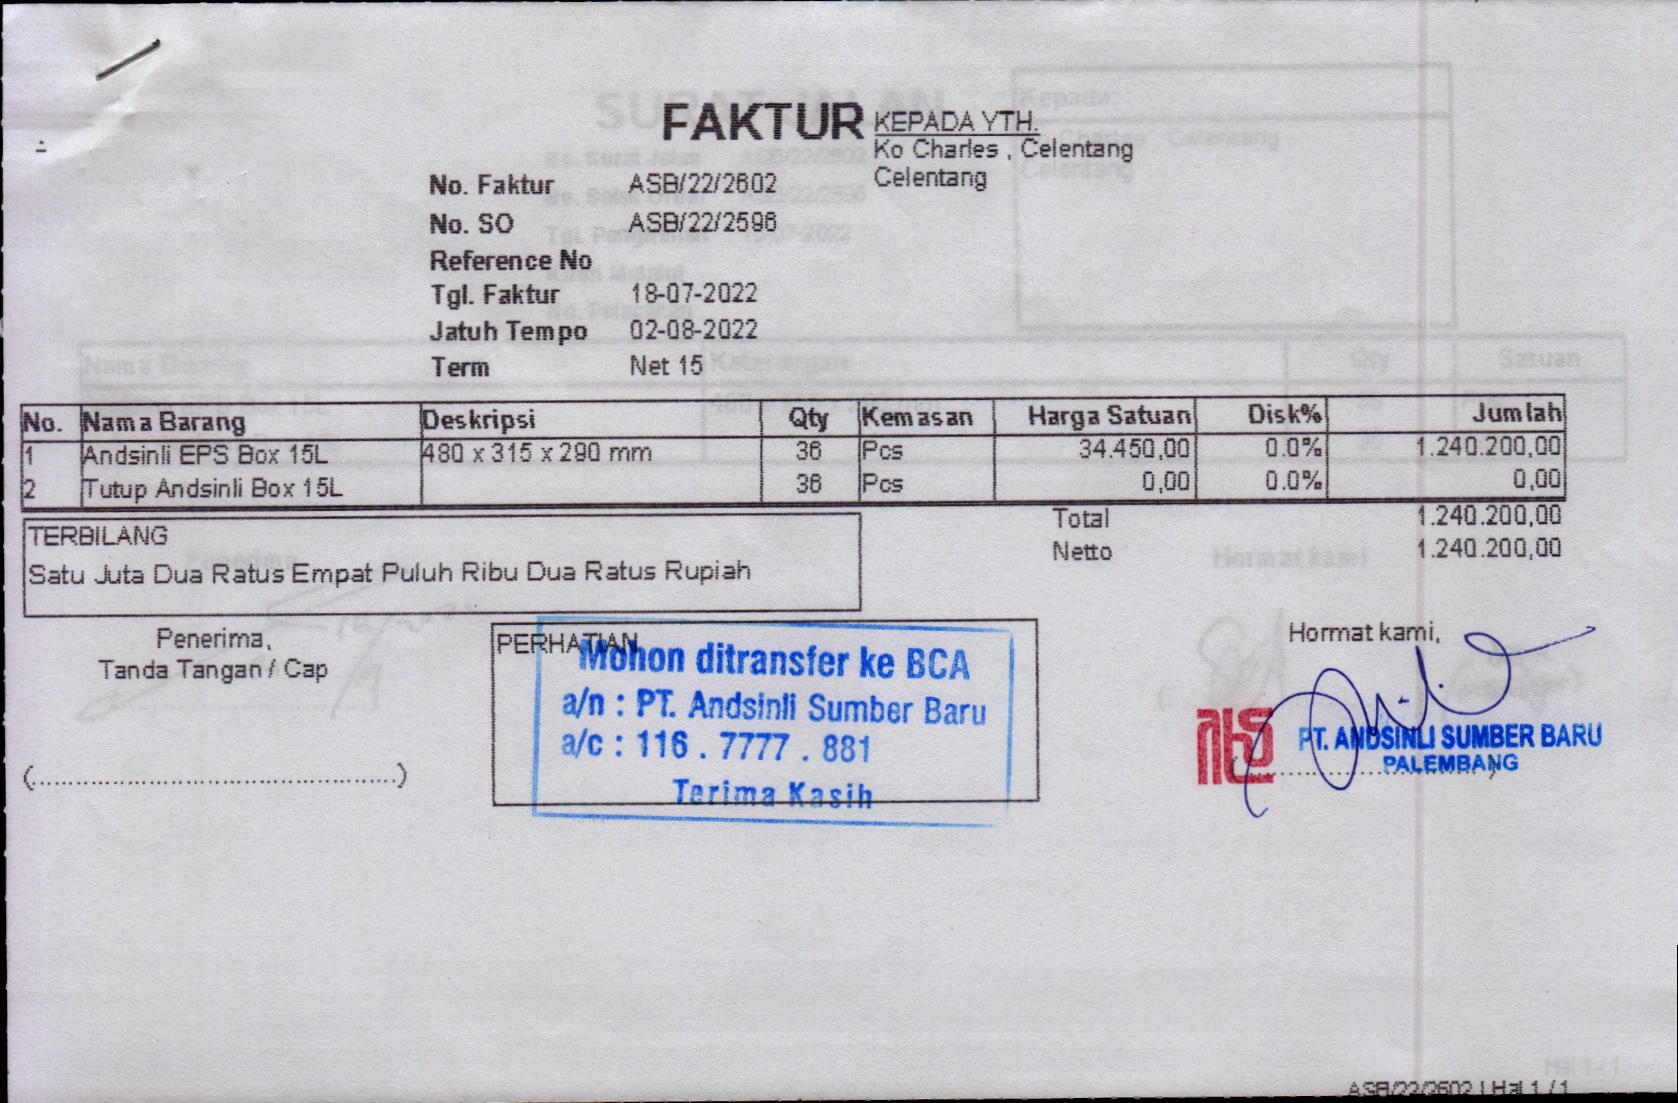 FAKTUR
KEPADA YTH.
Ko Charles , Celentang
Celentang
No. Faktur ASB/22/2602
No. SO ASB/22/2596
Reference No
Tgl. Faktur 18-07-2022
Jatuh Tempo 02-08-2022
Term Net 15
No. Nama Barang Deskripsi Qty Kemasan Harga Satuan Disk% Jumlah
1 Andsinli EPS Box 15L 480 x 315 x 290 mm 36 Pcs 34.450,00 0.0% 1.240.200,00
2 Tutup Andsinli Box 15L 36 Pcs 0,00 0.0% 0,00
Total 1.240.200,00
Netto 1.240.200,00
TERBILANG
Satu Juta Dua Ratus Empat Puluh Ribu Dua Ratus Rupiah
Penerima,
Tanda Tangan / Cap
(................................................)
PERHATIAN
Mohon ditransfer ke BCA
a/n : PT. Andsinli Sumber Baru
a/c : 116 . 7777 . 881
Terima Kasih
Hormat kami,
PT. ANDSINLI SUMBER BARU
PALEMBANG
ASB/22/2602 | Hal 1 / 1